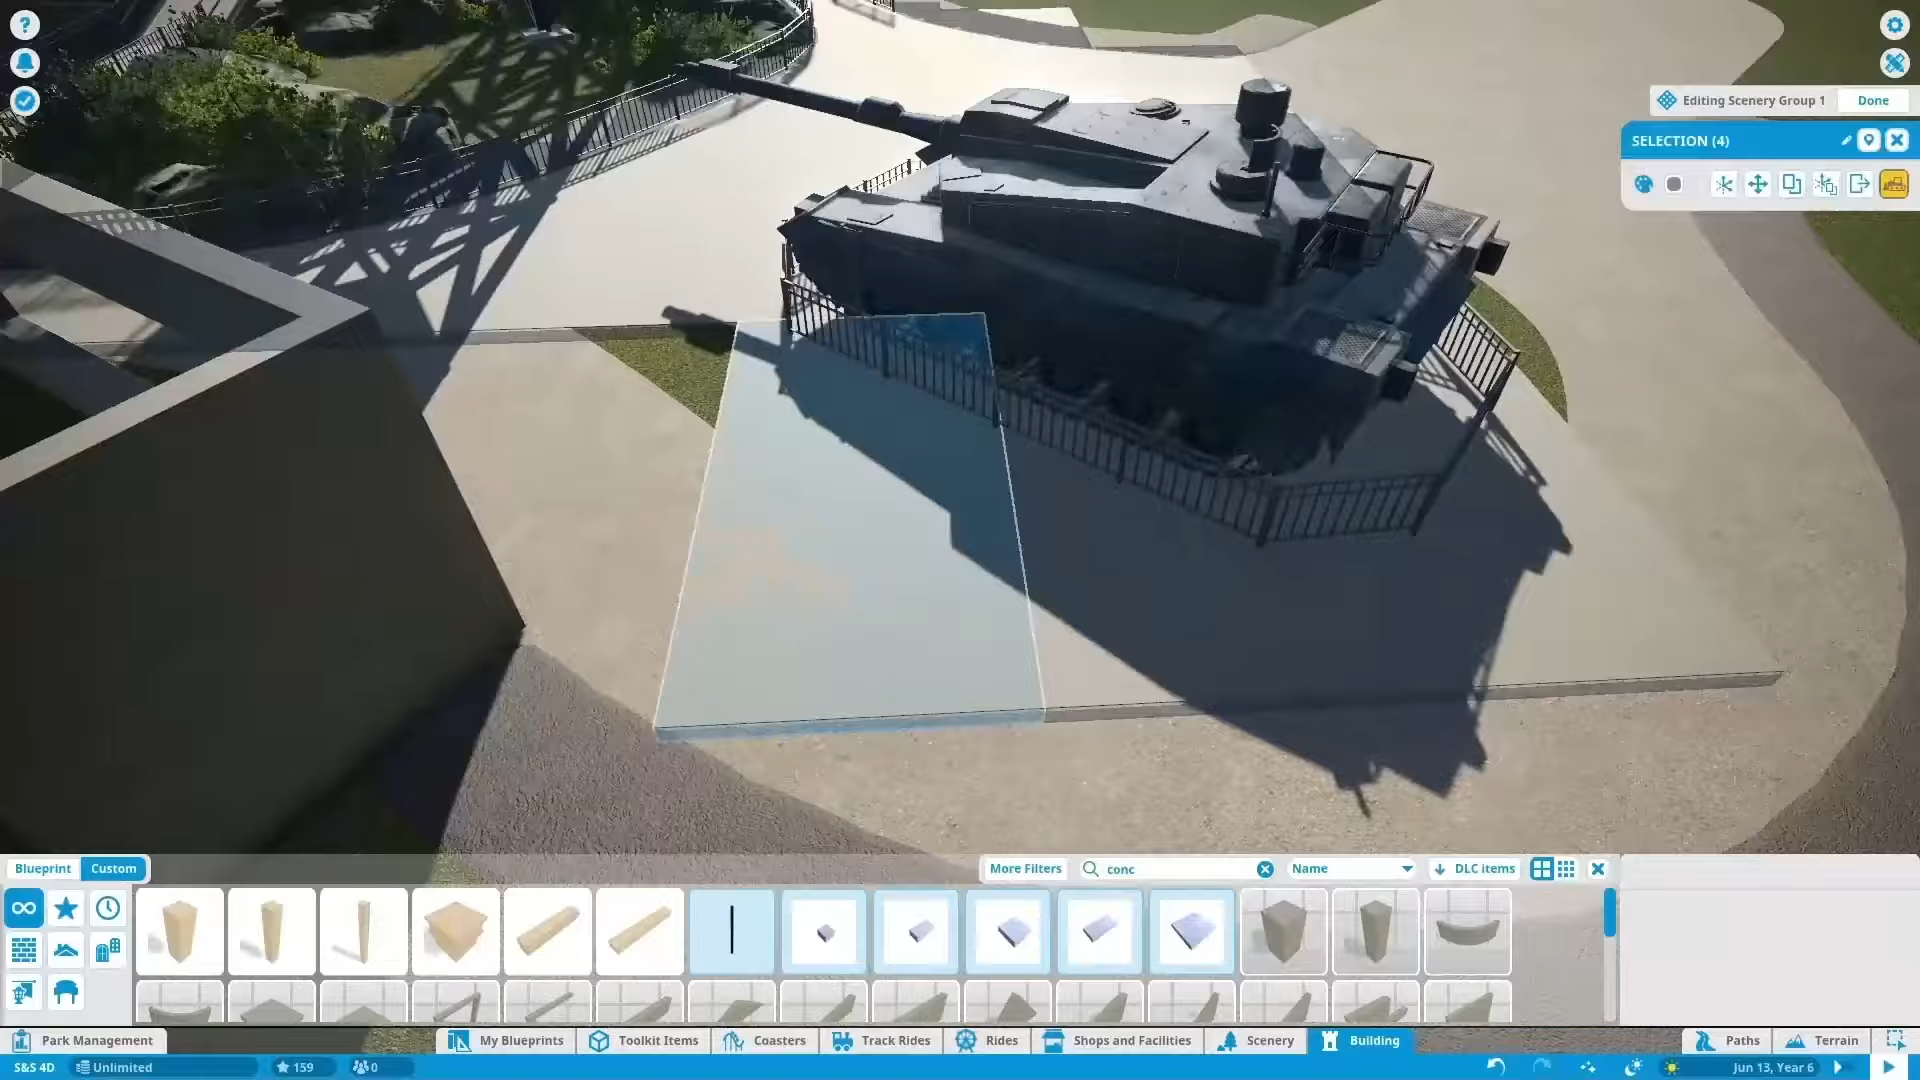 ?
Editing Scenery Group 1
Done
SELECTION (4)
Blueprint
Custom
More Filters
conc
Name
DLC items
Park Management
My Blueprints
Toolkit Items
Coasters
Track Rides
Rides
Shops and Facilities
Scenery
Building
Paths
Terrain
S&S 4D
Unlimited
159
0
Jun 13, Year 6